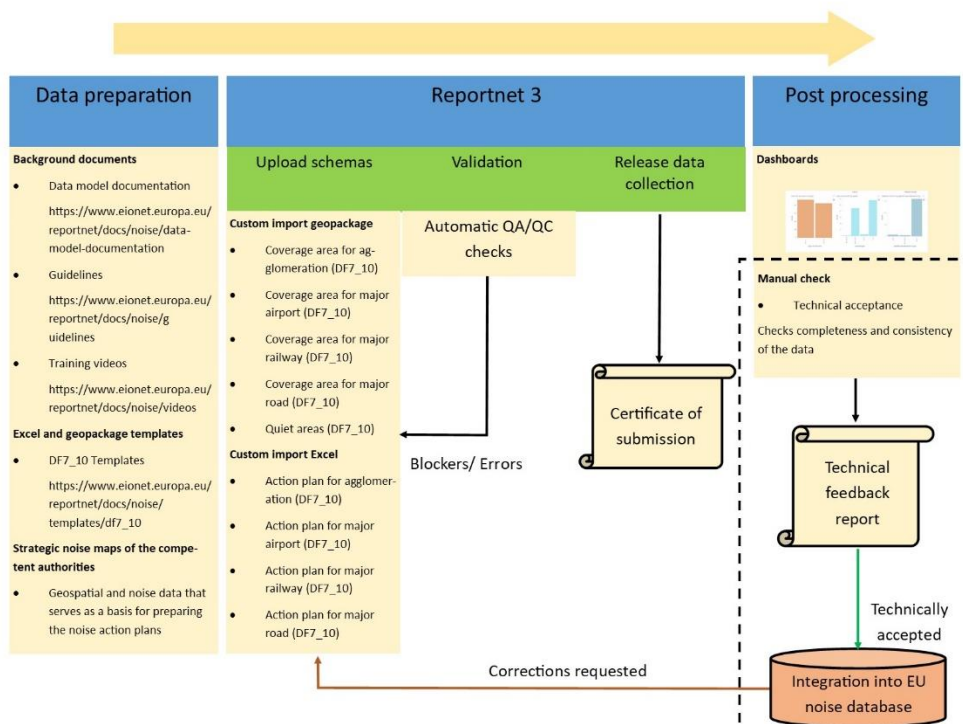 Data preparation
Reportnet 3
Post processing
Background documents
• Data model documentation
https://www.eionet.europa.eu/
reportnet/docs/noise/data-
model-documentation
• Guidelines
https://www.eionet.europa.eu/
reportnet/docs/noise/g
uidelines
• Training videos
https://www.eionet.europa.eu/
reportnet/docs/noise/videos
Excel and geopackage templates
• DF7_10 Templates
https://www.eionet.europa.eu/
reportnet/docs/noise/
templates/df7_10
Strategic noise maps of the compe-
tent authorities
• Geospatial and noise data that
serves as a basis for preparing
the noise action plans
Upload schemas
Custom import geopackage
• Coverage area for ag-
glomeration (DF7_10)
• Coverage area for major
airport (DF7_10)
• Coverage area for major
railway (DF7_10)
• Coverage area for major
road (DF7_10)
• Quiet areas (DF7_10)
Custom import Excel
• Action plan for agglomer-
ation (DF7_10)
• Action plan for major
airport (DF7_10)
• Action plan for major
railway (DF7_10)
• Action plan for major
road (DF7_10)
Validation
Automatic QA/QC
checks
Blockers/ Errors
Release data
collection
Certificate of
submission
Dashboards
Manual check
• Technical acceptance
Checks completeness and consistency
of the data
Technical
feedback
report
Technically
accepted
Integration into EU
noise database
Corrections requested